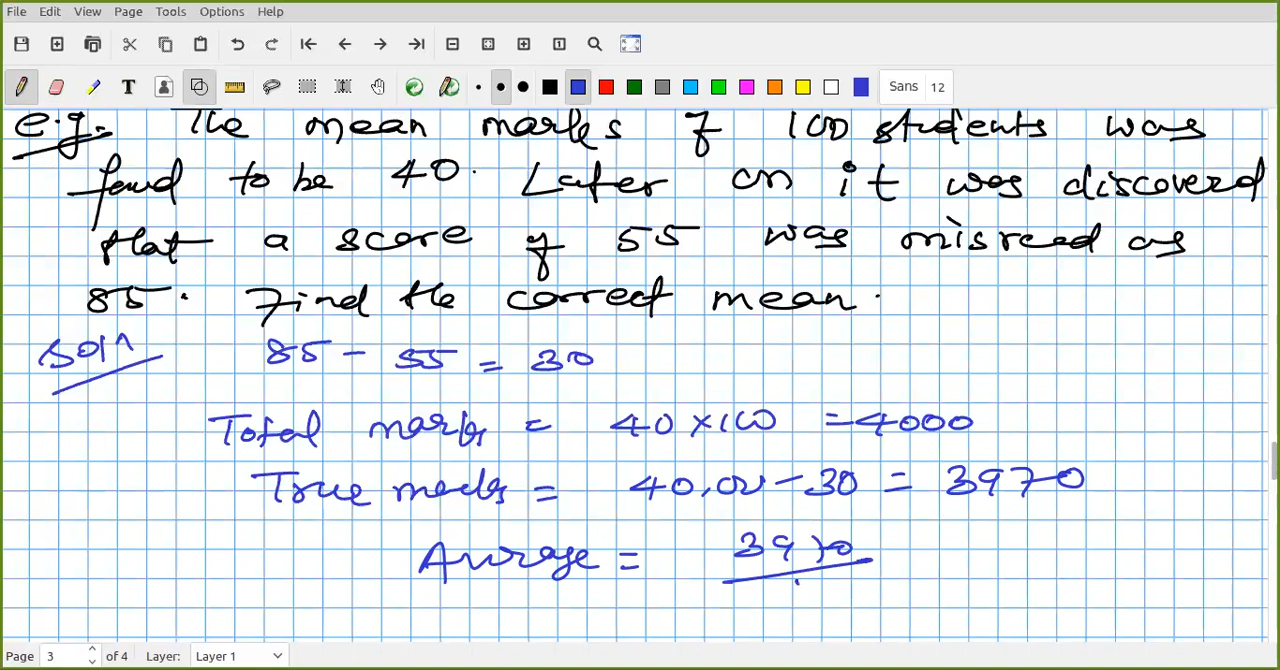 File Edit View Page Tools Options Help
Sans 12
e.g. The mean marks of 100 students was
found to be 40. Later on it was discovered
that a score of 55 was misread as
85. Find the correct mean.
Soln 85 - 55 = 30
Total marks = 40 × 100 = 4000
True marks = 40,00 - 30 = 3970
Average = 3970
Page 3 of 4 Layer: Layer 1